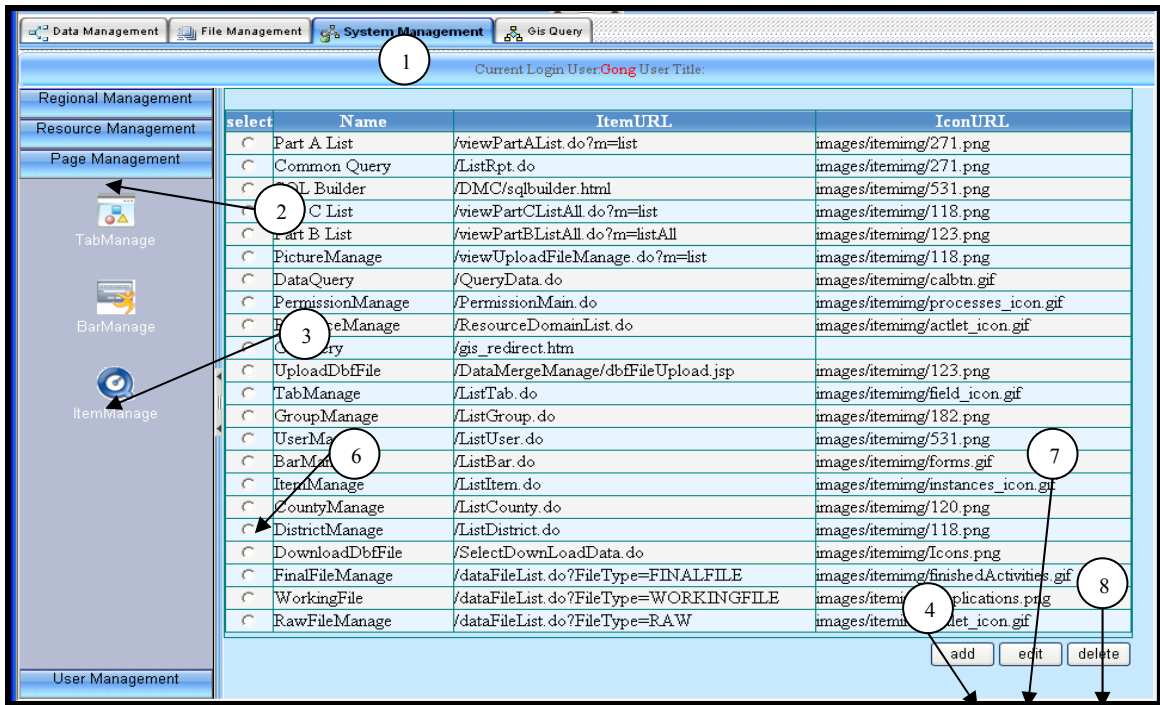 Data Management File Management System Management Gis Query
1
Current Login User:Gong User Title:
Regional Management
Resource Management
Page Management
TabManage
BarManage
ItemManage
User Management
select Name ItemURL IconURL
Part A List /viewPartAList.do?m=list images/itemimg/271.png
Common Query /ListRpt.do images/itemimg/271.png
Builder /DMC/sqlbuilder.html images/itemimg/531.png
2
C List /viewPartCListAll.do?m=list images/itemimg/118.png
Part B List /viewPartBListAll.do?m=listAll images/itemimg/123.png
PictureManage /viewUploadFileManage.do?m=list images/itemimg/118.png
DataQuery /QueryData.do images/itemimg/calbtn.gif
PermissionManage /PermissionMain.do images/itemimg/processes_icon.gif
/ResourceDomainList.do images/itemimg/actlet_icon.gif
3
/gis_redirect.htm
UploadDbfFile /DataMergeManage/dbfFileUpload.jsp images/itemimg/123.png
TabManage /ListTab.do images/itemimg/field_icon.gif
GroupManage /ListGroup.do images/itemimg/182.png
/ListUser.do images/itemimg/531.png
6
7
/ListBar.do images/itemimg/forms.gif
ItemManage /ListItem.do images/itemimg/instances_icon.gif
CountyManage /ListCounty.do images/itemimg/120.png
DistrictManage /ListDistrict.do images/itemimg/118.png
DownloadDbfFile /SelectDownLoadData.do images/itemimg/Icons.png
FinalFileManage /dataFileList.do?FileType=FINALFILE images/itemimg/finishedActivities.gif
8
WorkingFile /dataFileList.do?FileType=WORKINGFILE
4
RawFileManage /dataFileList.do?FileType=RAW
add edit delete